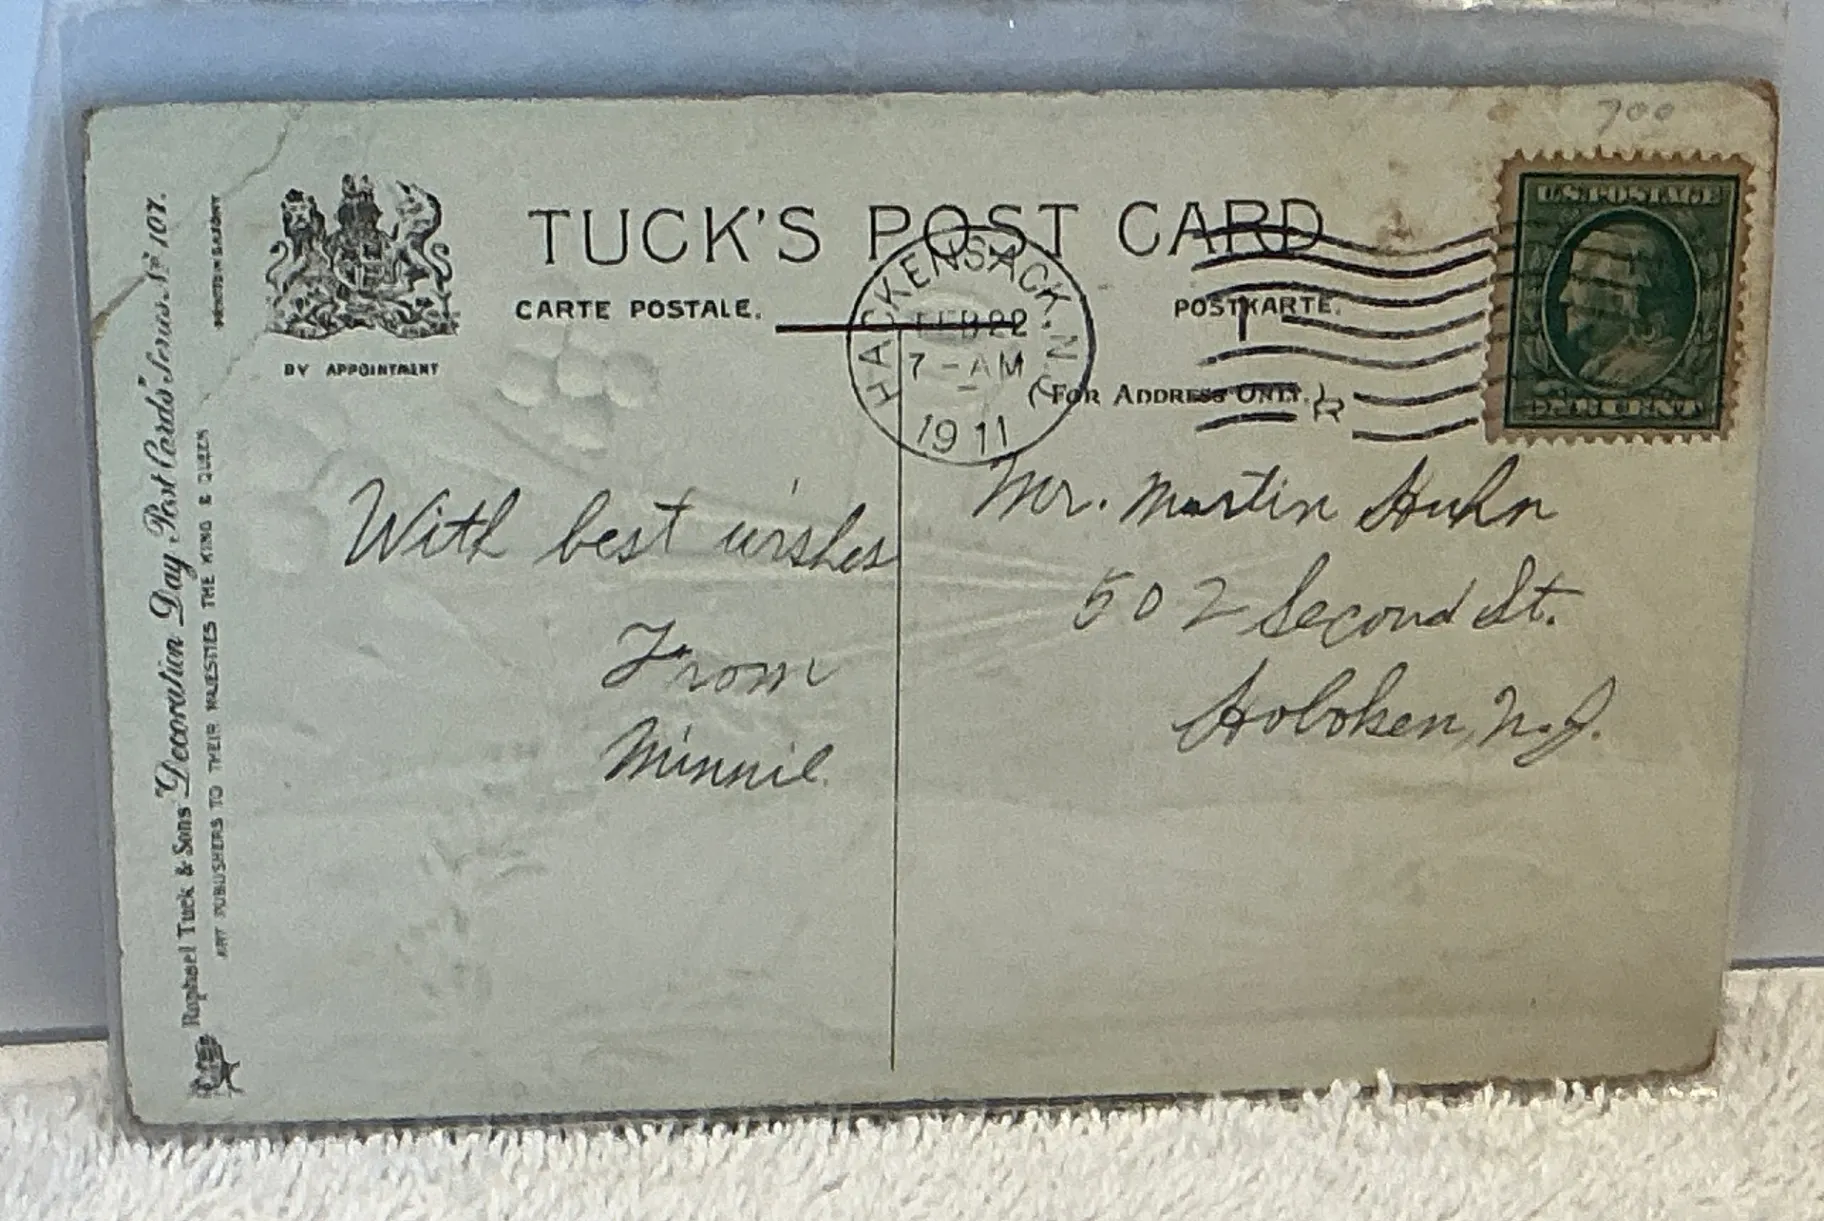 700
U.S. POSTAGE
ONE CENT
TUCK'S POST CARD
CARTE POSTALE.
POSTKARTE.
(FOR ADDRESS ONLY.)
BY APPOINTMENT
HACKENSACK, N.
FEB 22
7-AM
1911
Raphael Tuck & Sons' "Decoration Day" Post Cards" Series Nº 107.
ART PUBLISHERS TO THEIR MAJESTIES THE KING & QUEEN
With best wishes
From
Minnie.
Mr. Martin Huhn
502 Second St.
Hoboken, N.J.